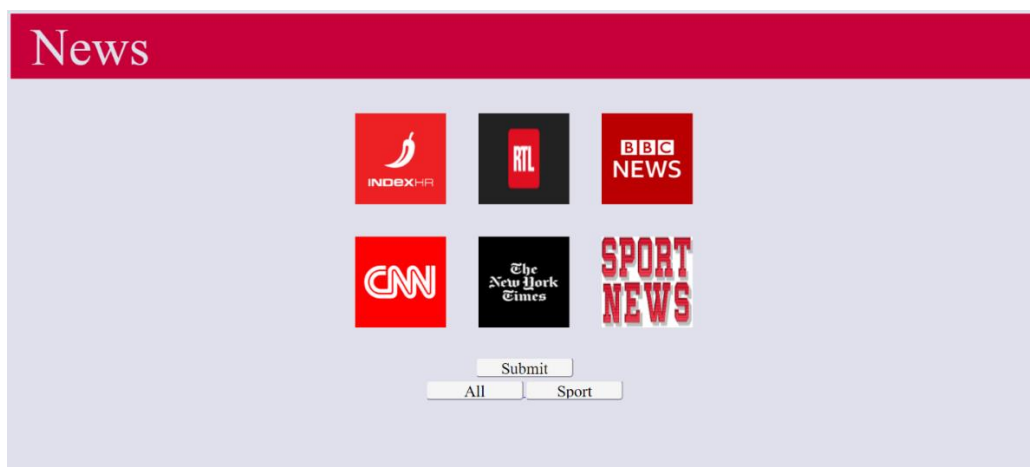 News
INDEXHR
RTL
BBC
NEWS
CNN
The
New York
Times
SPORT
NEWS
Submit
All Sport